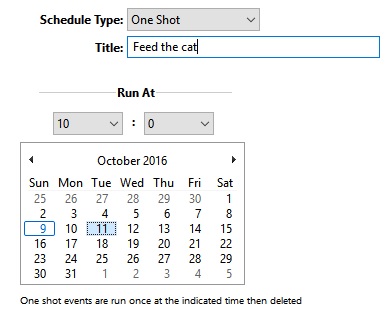 Schedule Type: One Shot
Title: Feed the cat
Run At
10 : 0
October 2016
Sun Mon Tue Wed Thu Fri Sat
25 26 27 28 29 30 1
2 3 4 5 6 7 8
9 10 11 12 13 14 15
16 17 18 19 20 21 22
23 24 25 26 27 28 29
30 31 1 2 3 4 5
One shot events are run once at the indicated time then deleted